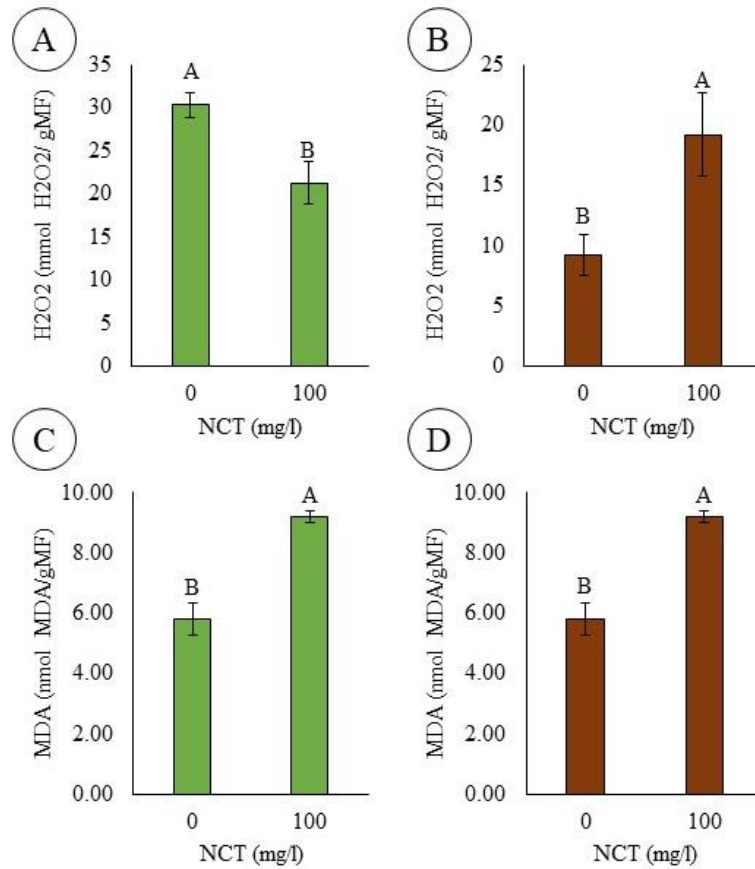 A
H2O2 (mmol H2O2/ gMF)
35
30
25
20
15
10
5
0
A
B
0 100
NCT (mg/l)
B
H2O2 (mmol H2O2/ gMF)
25
20
15
10
5
0
B
A
0 100
NCT (mg/l)
C
MDA (nmol MDA/gMF)
10.00
8.00
6.00
4.00
2.00
0.00
B
A
0 100
NCT (mg/l)
D
MDA (nmol MDA/gMF)
10.00
8.00
6.00
4.00
2.00
0.00
B
A
0 100
NCT (mg/l)